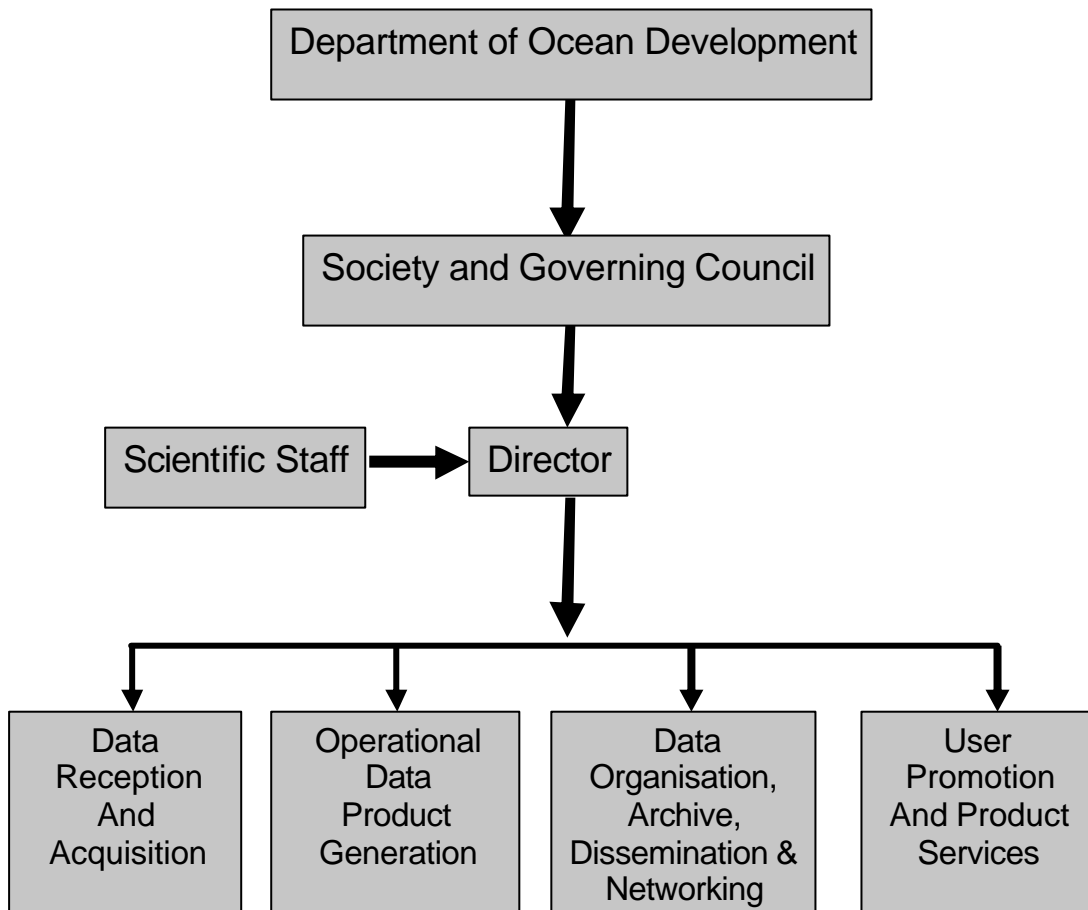 Department of Ocean Development
Society and Governing Council
Scientific Staff
Director
Data
Reception
And
Acquisition
Operational
Data
Product
Generation
Data
Organisation,
Archive,
Dissemination &
Networking
User
Promotion
And Product
Services